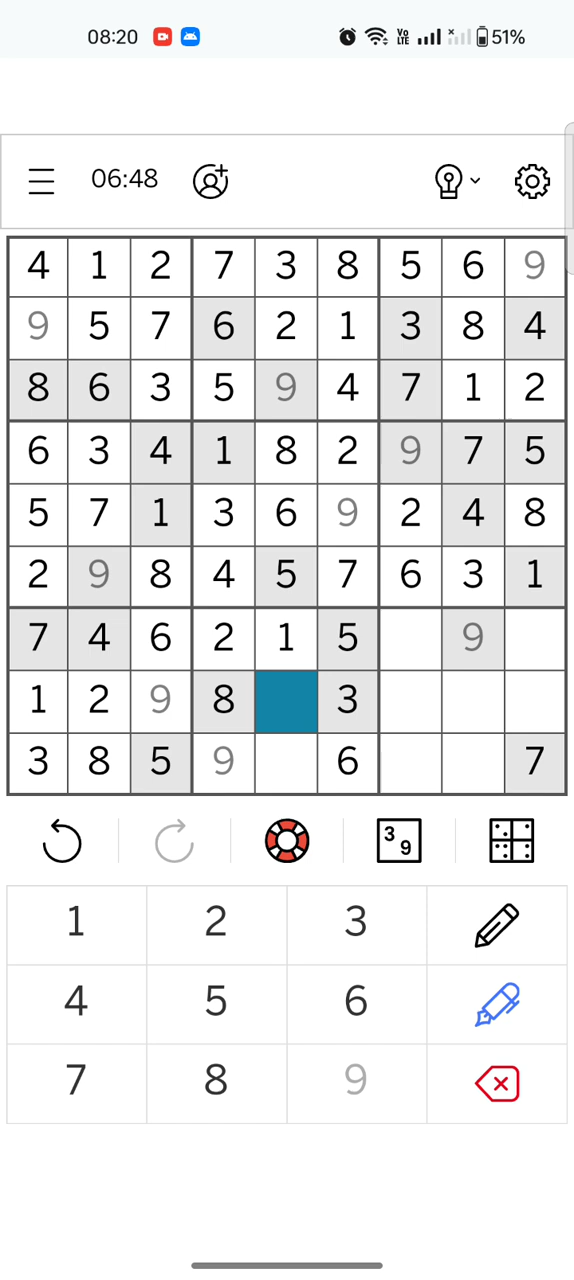 08:20 Vo LTE 51%
06:48
4 1 2 7 3 8 5 6 9
9 5 7 6 2 1 3 8 4
8 6 3 5 9 4 7 1 2
6 3 4 1 8 2 9 7 5
5 7 1 3 6 9 2 4 8
2 9 8 4 5 7 6 3 1
7 4 6 2 1 5 9
1 2 9 8 3
3 8 5 9 6 7
3 9
1 2 3
4 5 6
7 8 9